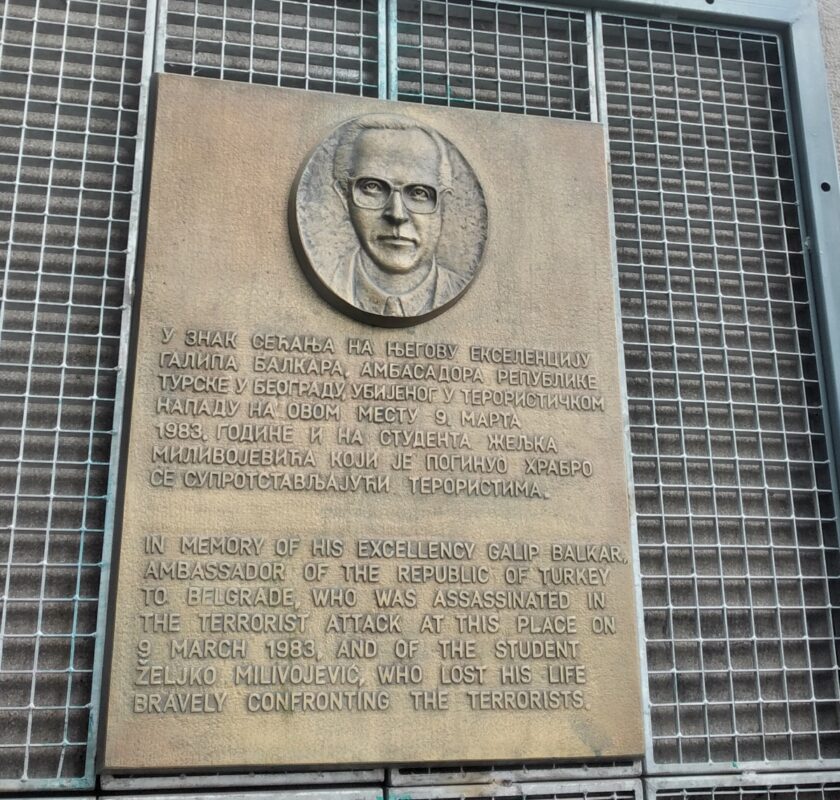 У ЗНАК СЕЋАЊА НА ЊЕГОВУ ЕКСЕЛЕНЦИЈУ
ГАЛИПА БАЛКАРА, АМБАСАДОРА РЕПУБЛИКЕ
ТУРСКЕ У БЕОГРАДУ, УБИЈЕНОГ У ТЕРОРИСТИЧКОМ
НАПАДУ НА ОВОМ МЕСТУ 9. МАРТА
1983. ГОДИНЕ И НА СТУДЕНТА ЖЕЉКА
МИЛИВОЈЕВИЋА КОЈИ ЈЕ ПОГИНУО ХРАБРО
СЕ СУПРОТСТАВЉАЈУЋИ ТЕРОРИСТИМА.
IN MEMORY OF HIS EXCELLENCY GALIP BALKAR,
AMBASSADOR OF THE REPUBLIC OF TURKEY
TO BELGRADE, WHO WAS ASSASSINATED IN
THE TERRORIST ATTACK AT THIS PLACE ON
9 MARCH 1983, AND OF THE STUDENT
ŽELJKO MILIVOJEVIĆ, WHO LOST HIS LIFE
BRAVELY CONFRONTING THE TERRORISTS.